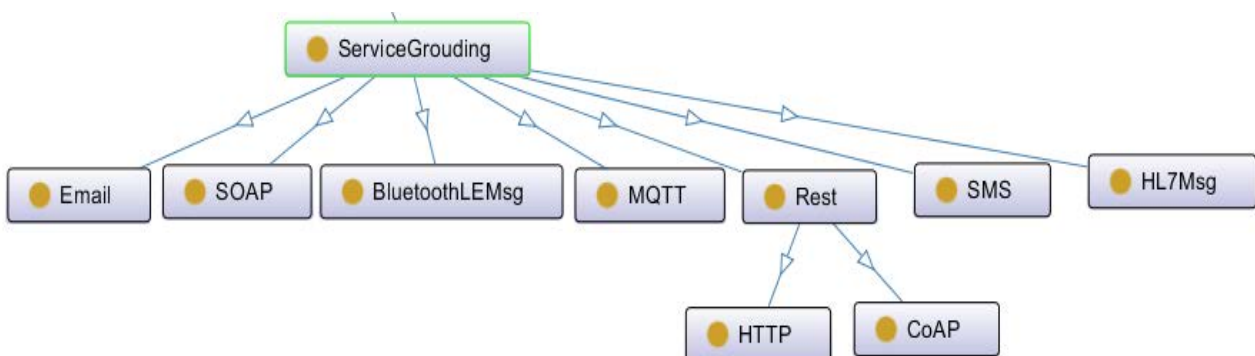 ServiceGrouding
Email
SOAP
BluetoothLEMsg
MQTT
Rest
SMS
HL7Msg
HTTP
CoAP